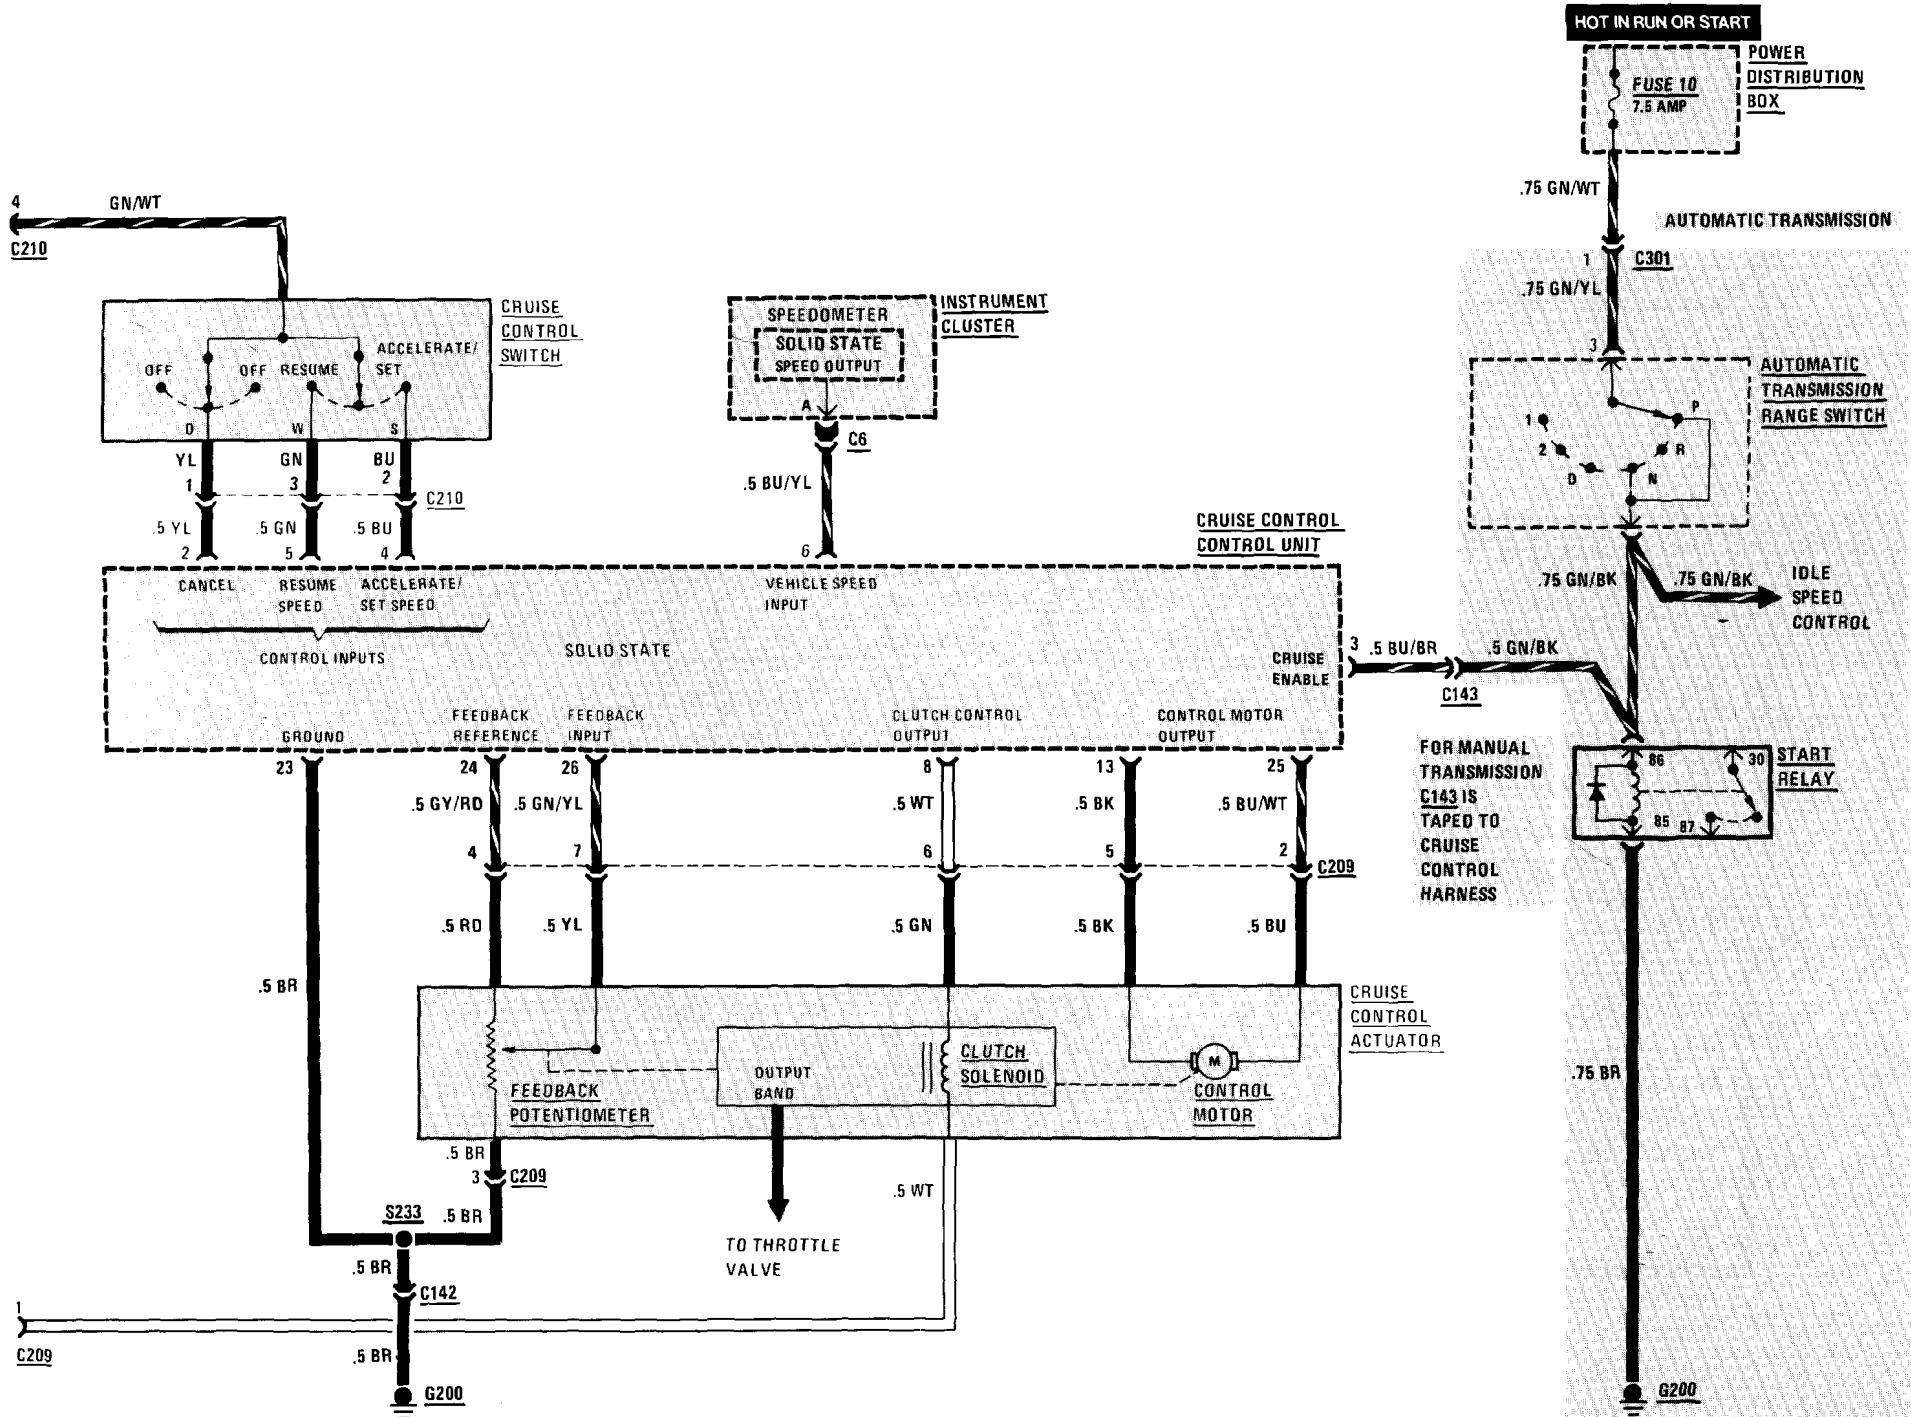 HOT IN RUN OR START
POWER
DISTRIBUTION
BOX
FUSE 10
7.5 AMP
.75 GN/WT
AUTOMATIC TRANSMISSION
1
C301
.75 GN/YL
3
AUTOMATIC
TRANSMISSION
RANGE SWITCH
P
1
2
R
D
N
.75 GN/BK
.75 GN/BK
IDLE
SPEED
CONTROL
4
GN/WT
C210
CRUISE
CONTROL
SWITCH
ACCELERATE/
SET
OFF
OFF
RESUME
D
W
S
YL
GN
BU
1
3
2
C210
.5 YL
.5 GN
.5 BU
2
5
4
INSTRUMENT
CLUSTER
SPEEDOMETER
SOLID STATE
SPEED OUTPUT
A
C6
.5 BU/YL
6
CRUISE CONTROL
CONTROL UNIT
CANCEL
RESUME
SPEED
ACCELERATE/
SET SPEED
VEHICLE SPEED
INPUT
CONTROL INPUTS
SOLID STATE
CRUISE
ENABLE
3
.5 BU/BR
.5 GN/BK
C143
GROUND
FEEDBACK
REFERENCE
FEEDBACK
INPUT
CLUTCH CONTROL
OUTPUT
CONTROL MOTOR
OUTPUT
23
24
26
8
13
25
.5 GY/RD
.5 GN/YL
.5 WT
.5 BK
.5 BU/WT
4
7
6
5
2
C209
.5 RD
.5 YL
.5 GN
.5 BK
.5 BU
FOR MANUAL
TRANSMISSION
C143 IS
TAPED TO
CRUISE
CONTROL
HARNESS
START
RELAY
86
30
85
87
.5 BR
CRUISE
CONTROL
ACTUATOR
FEEDBACK
POTENTIOMETER
OUTPUT
BAND
CLUTCH
SOLENOID
M
CONTROL
MOTOR
.75 BR
.5 BR
3
C209
.5 BR
S233
.5 BR
C142
.5 WT
TO THROTTLE
VALVE
1
C209
.5 BR
G200
G200